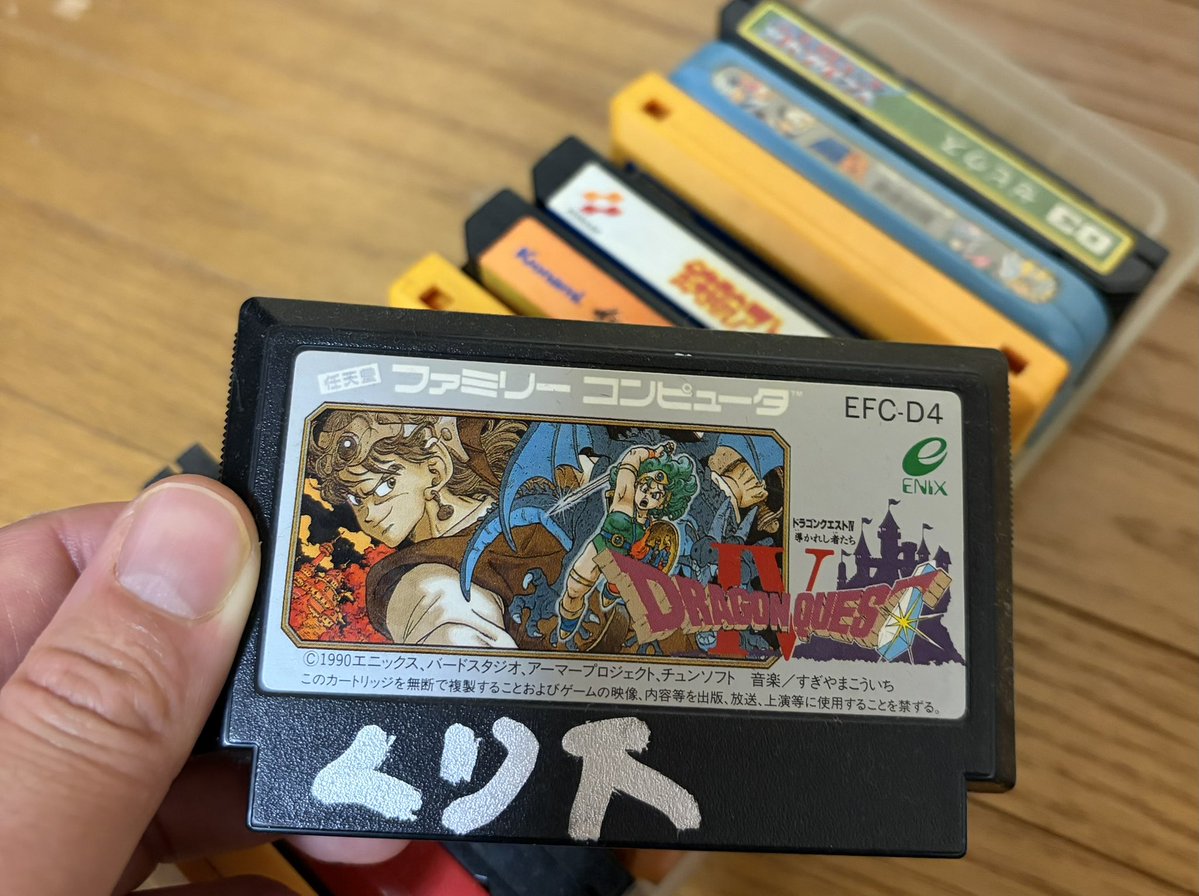 任天堂 ファミリー コンピュータ™
EFC-D4
ENIX
ドラゴンクエストIV
導かれし者たち
DRAGON QUEST
IV
©1990エニックス、バードスタジオ、アーマープロジェクト、チュンソフト 音楽／すぎやまこういち
このカートリッジを無断で複製することおよびゲームの映像、内容等を出版、放送、上演等に使用することを禁ずる。
Konami
03